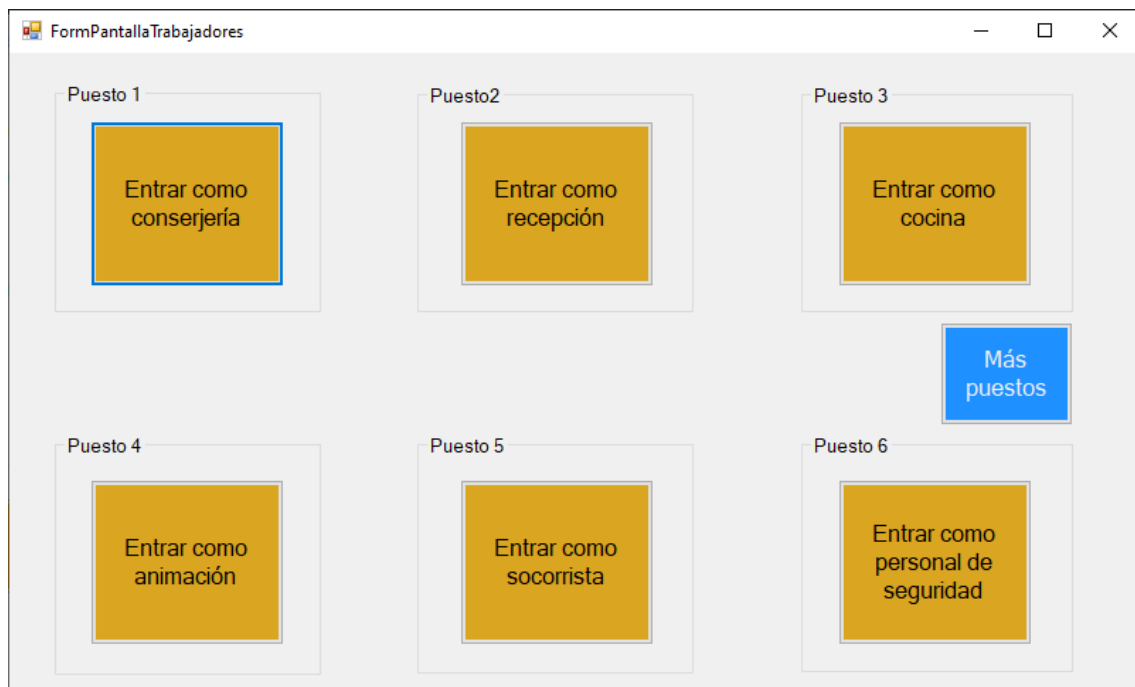 FormPantallaTrabajadores
Puesto 1
Entrar como
conserjería
Puesto2
Entrar como
recepción
Puesto 3
Entrar como
cocina
Más
puestos
Puesto 4
Entrar como
animación
Puesto 5
Entrar como
socorrista
Puesto 6
Entrar como
personal de
seguridad